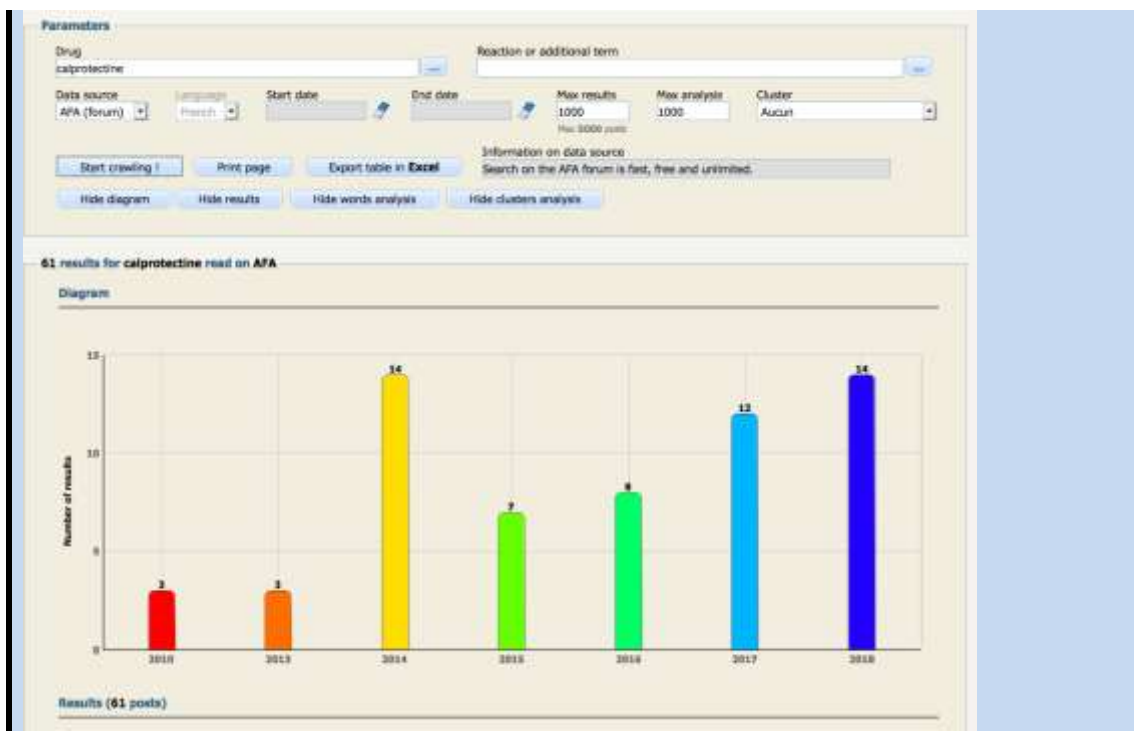 Parameters
Drug
Reaction or additional term
calprotectine
...
...
Data source
Language
Start date
End date
Max results
Max analysis
Cluster
AFA (forum)
French
1000
1000
Aucun
Max 5000 posts
Information on data source
Start crawling !
Print page
Export table in Excel
Search on the AFA forum is fast, free and unlimited.
Hide diagram
Hide results
Hide words analysis
Hide clusters analysis
61 results for calprotectine read on AFA
Diagram
Number of results
15
10
5
0
3
3
14
7
8
12
14
2010
2013
2014
2015
2016
2017
2018
Results (61 posts)